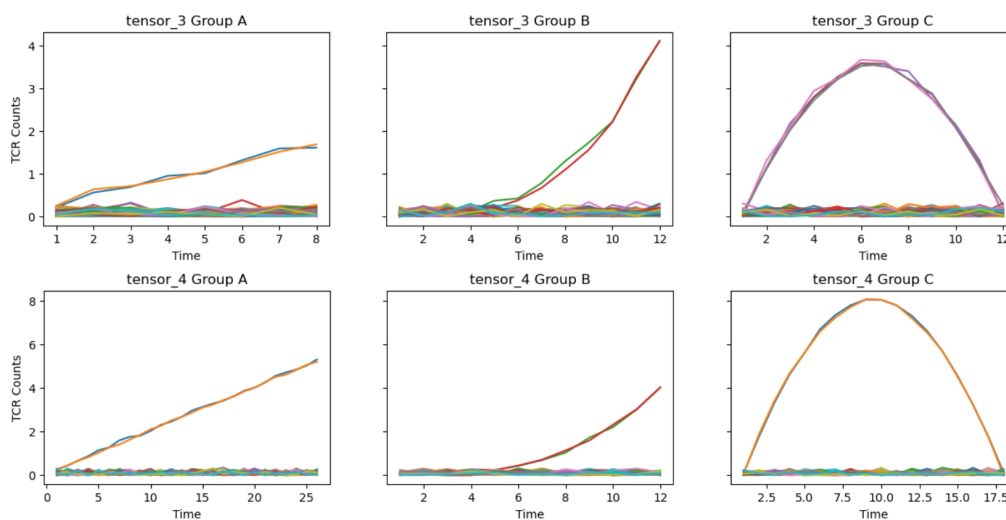 tensor_3 Group A
tensor_3 Group B
tensor_3 Group C
TCR Counts
4
3
2
1
0
1 2 3 4 5 6 7 8
2 4 6 8 10 12
2 4 6 8 10 12
Time
Time
Time
tensor_4 Group A
tensor_4 Group B
tensor_4 Group C
TCR Counts
8
6
4
2
0
0 5 10 15 20 25
2 4 6 8 10 12
2.5 5.0 7.5 10.0 12.5 15.0 17.5
Time
Time
Time